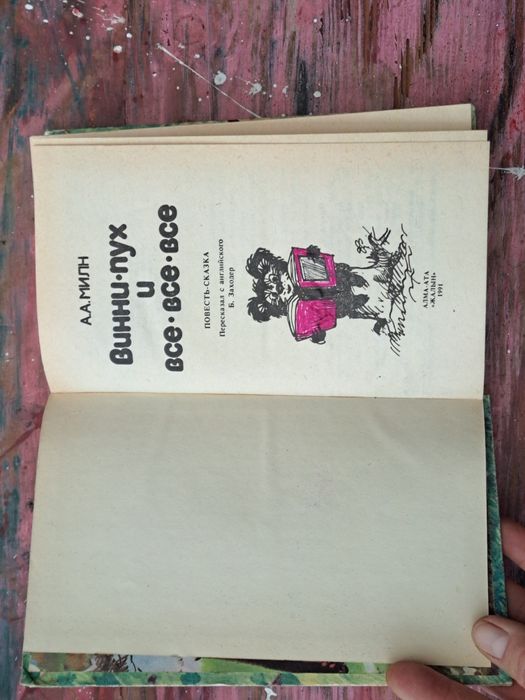 А.А.МИЛН
ВИННИ·ПУХ
И
ВСЕ·ВСЕ·ВСЕ
ПОВЕСТЬ-СКАЗКА
Пересказал с английского
Б. Заходер
АЛМА-АТА
«ЖАЛЫН»
1991